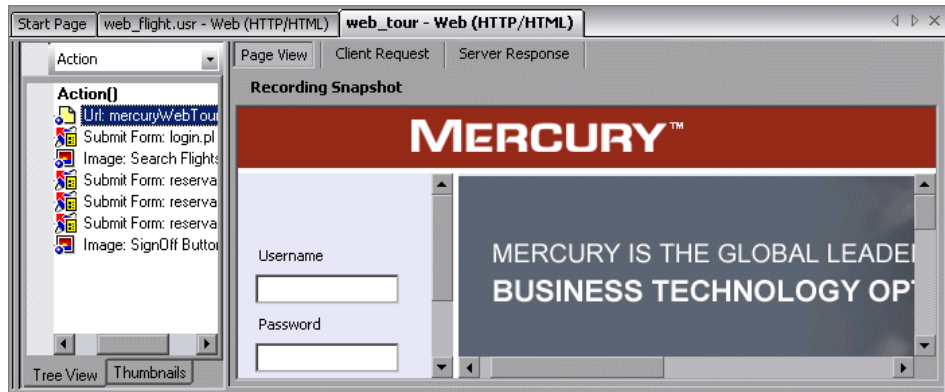 Start Page web_flight.usr - Web (HTTP/HTML) web_tour - Web (HTTP/HTML)
Action
Page View Client Request Server Response
Recording Snapshot
Action()
Url: mercuryWebTour
Submit Form: login.pl
Image: Search Flights
Submit Form: reserva
Submit Form: reserva
Submit Form: reserva
Image: SignOff Button
Tree View Thumbnails
MERCURY™
Username
Password
MERCURY IS THE GLOBAL LEADE
BUSINESS TECHNOLOGY OP